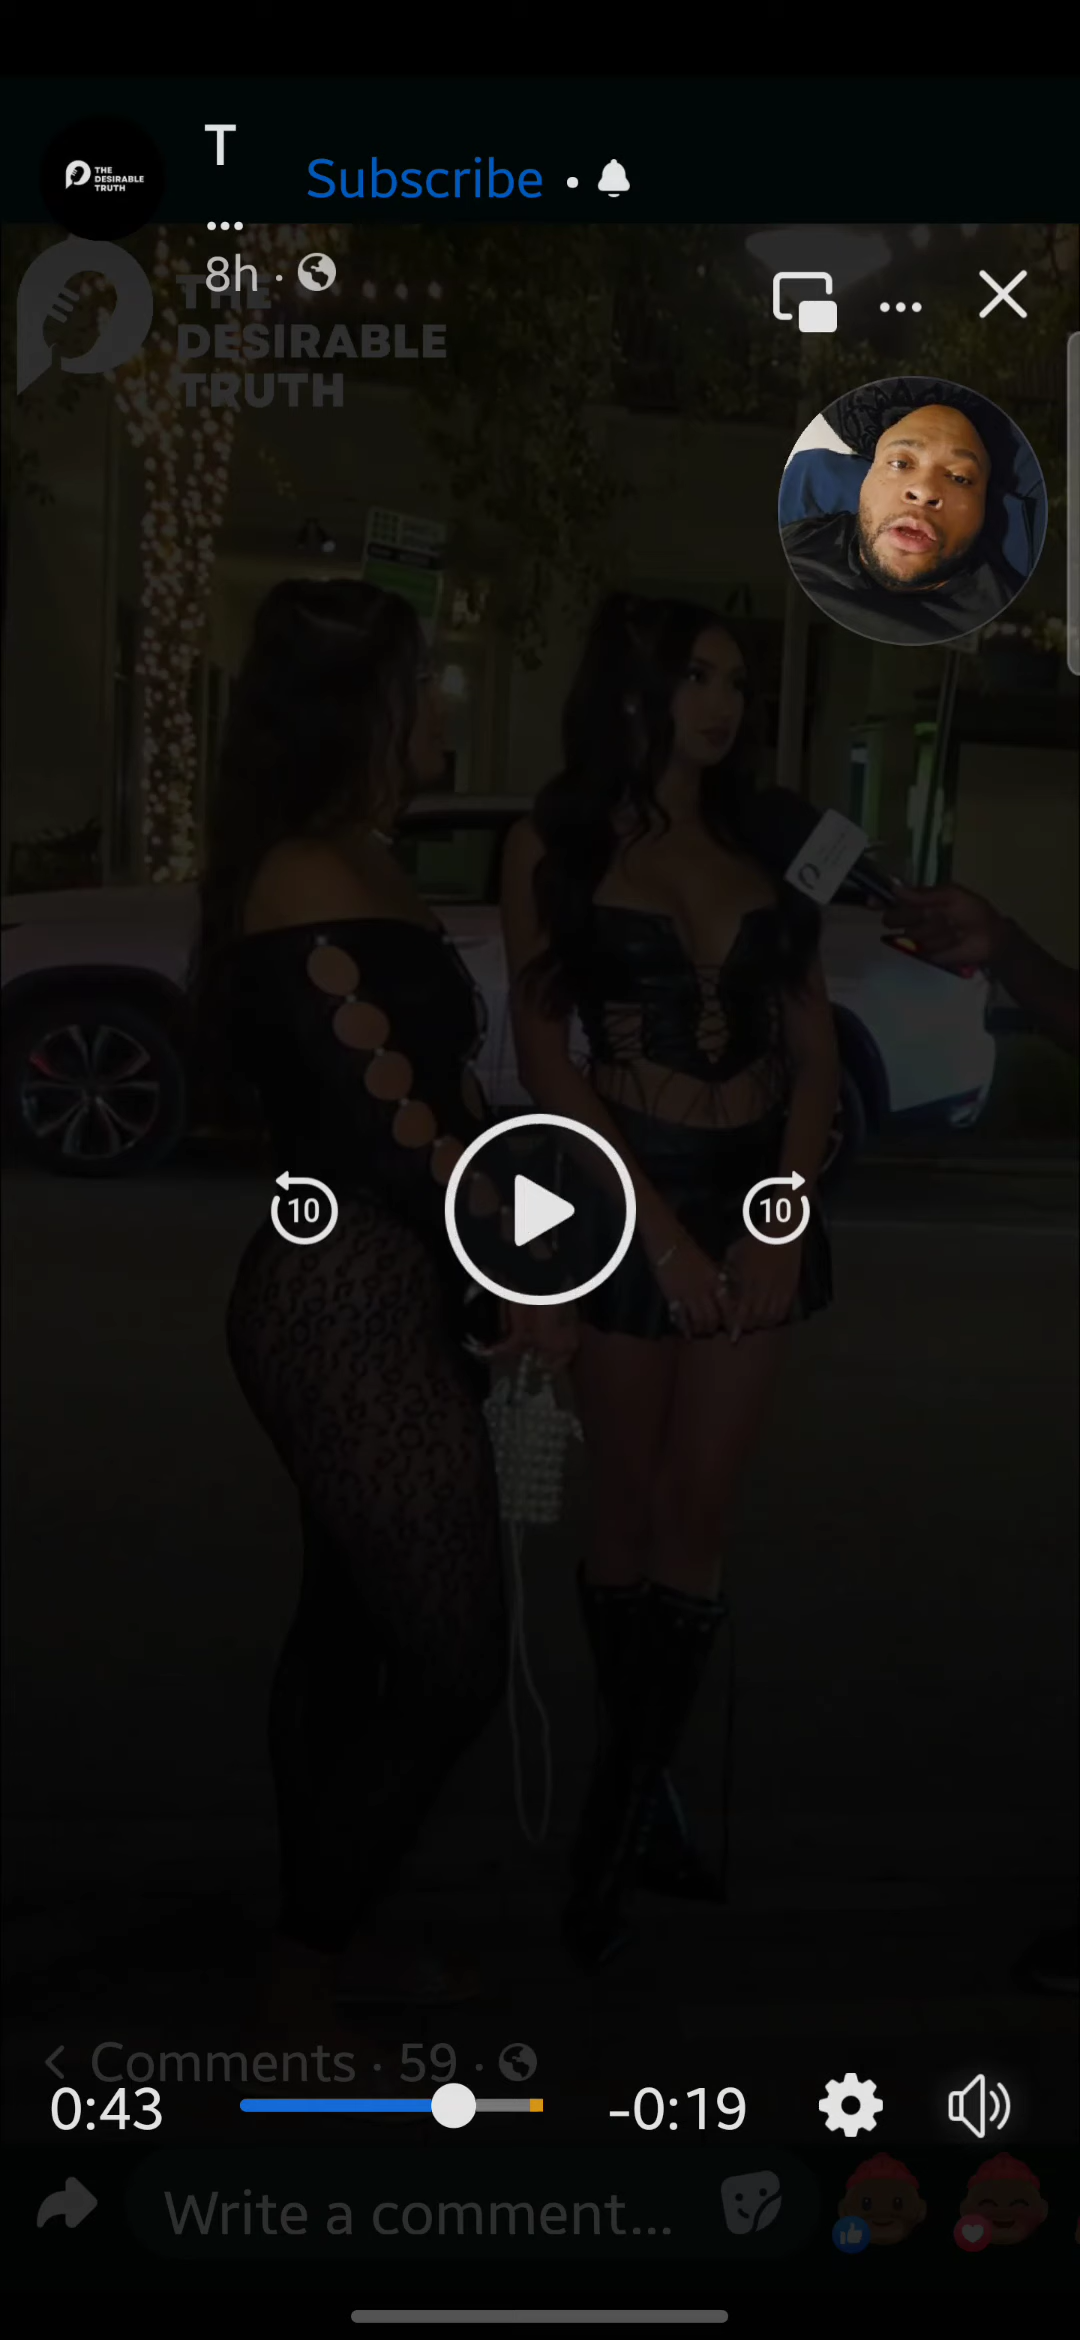 THE
DESIRABLE
TRUTH
T
...
Subscribe •
8h ·
THE
DESIRABLE
TRUTH
10
10
Comments · 59 ·
0:43
-0:19
Write a comment...